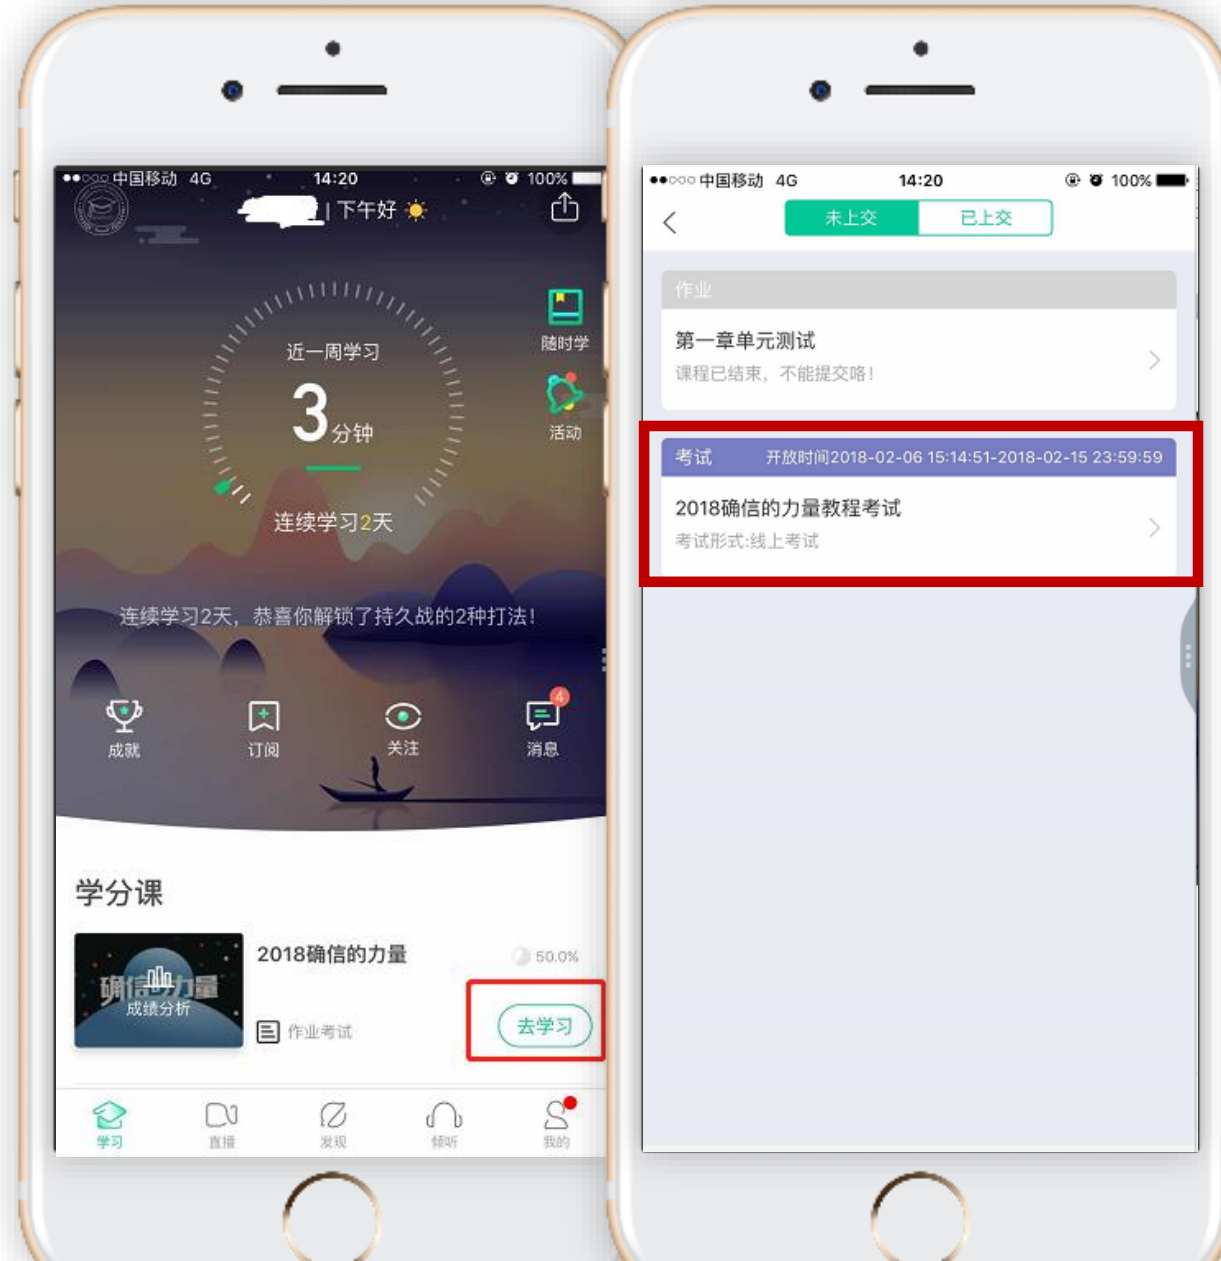 中国移动 4G 14:20 100%
下午好
随时学
近一周学习
3分钟
活动
连续学习2天
连续学习2天，恭喜你解锁了持久战的2种打法！
成就 订阅 关注 4 消息
学分课
2018确信的力量 50.0%
确信的力量
成绩分析
作业考试 去学习
学习 直播 发现 倾听 我的
中国移动 4G 14:20 100%
未上交 已上交
作业
第一章单元测试
课程已结束，不能提交咯！
考试 开放时间2018-02-06 15:14:51-2018-02-15 23:59:59
2018确信的力量教程考试
考试形式:线上考试